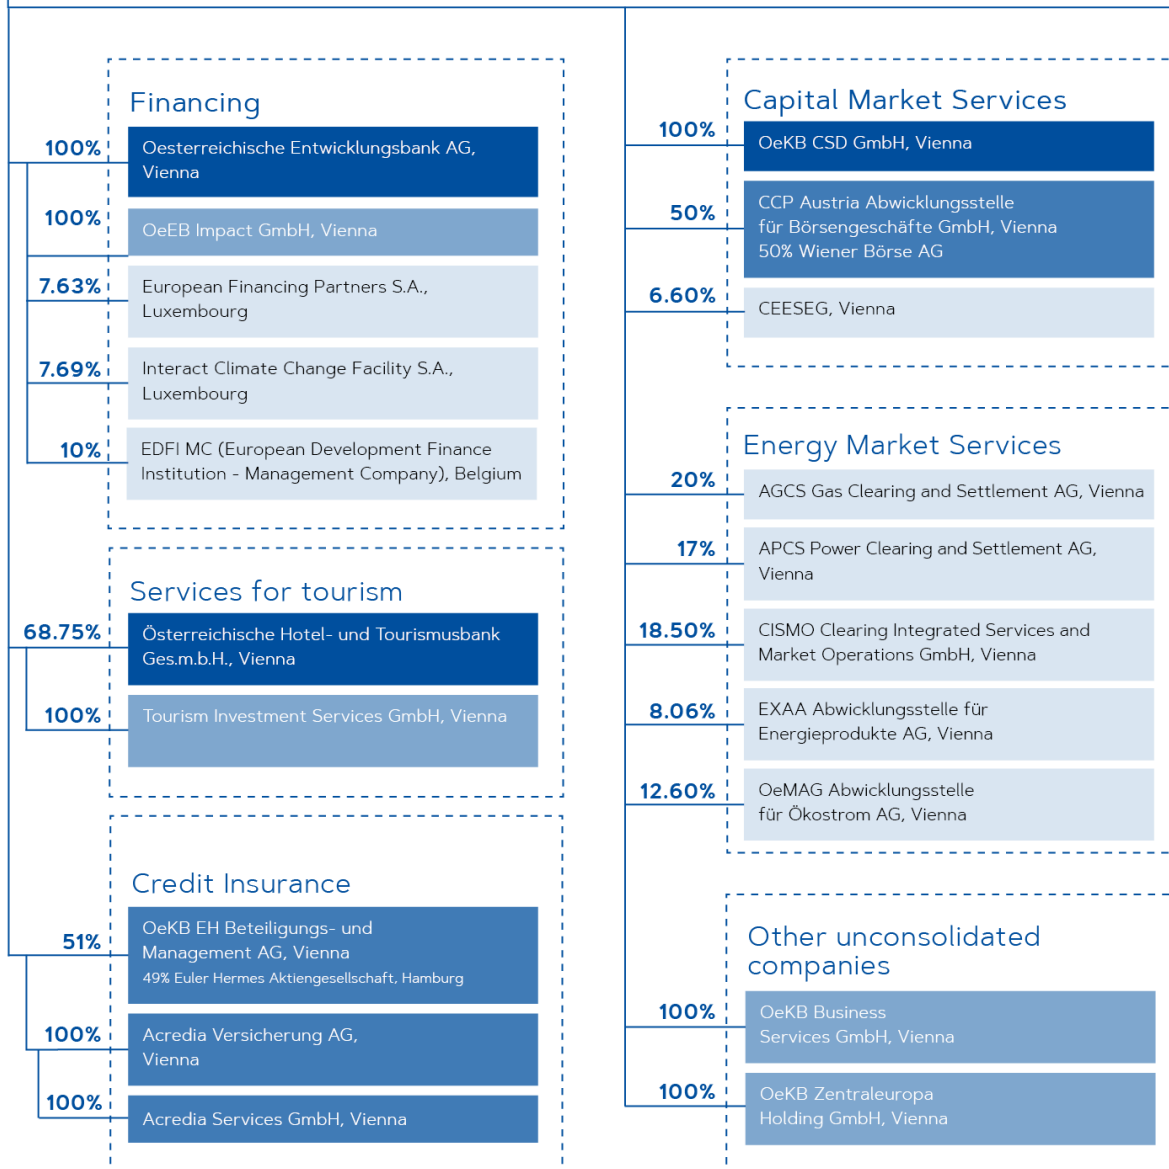 Financing
100%
Oesterreichische Entwicklungsbank AG,
Vienna
100%
OeEB Impact GmbH, Vienna
7.63%
European Financing Partners S.A.,
Luxembourg
7.69%
Interact Climate Change Facility S.A.,
Luxembourg
10%
EDFI MC (European Development Finance
Institution - Management Company), Belgium
Services for tourism
68.75%
Österreichische Hotel- und Tourismusbank
Ges.m.b.H., Vienna
100%
Tourism Investment Services GmbH, Vienna
Credit Insurance
51%
OeKB EH Beteiligungs- und
Management AG, Vienna
49% Euler Hermes Aktiengesellschaft, Hamburg
100%
Acredia Versicherung AG,
Vienna
100%
Acredia Services GmbH, Vienna
Capital Market Services
100%
OeKB CSD GmbH, Vienna
50%
CCP Austria Abwicklungsstelle
für Börsengeschäfte GmbH, Vienna
50% Wiener Börse AG
6.60%
CEESEG, Vienna
Energy Market Services
20%
AGCS Gas Clearing and Settlement AG, Vienna
17%
APCS Power Clearing and Settlement AG,
Vienna
18.50%
CISMO Clearing Integrated Services and
Market Operations GmbH, Vienna
8.06%
EXAA Abwicklungsstelle für
Energieprodukte AG, Vienna
12.60%
OeMAG Abwicklungsstelle
für Ökostrom AG, Vienna
Other unconsolidated
companies
100%
OeKB Business
Services GmbH, Vienna
100%
OeKB Zentraleuropa
Holding GmbH, Vienna